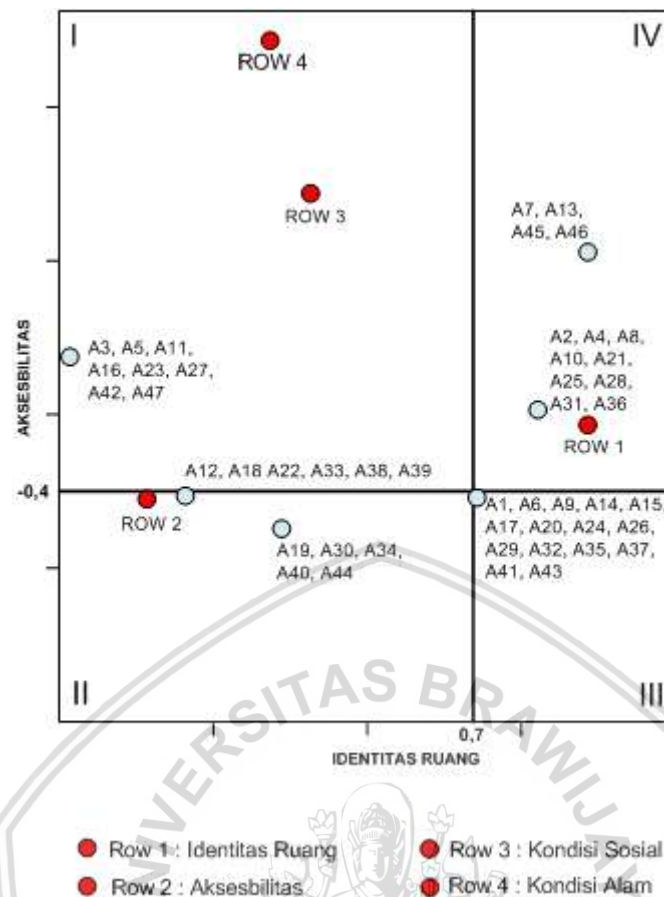 I
IV
ROW 4
ROW 3
A7, A13,
A45, A46
A3, A5, A11,
A16, A23, A27,
A42, A47
A2, A4, A8,
A10, A21,
A25, A28,
A31, A36
ROW 1
AKSESBILITAS
-0,4
A12, A18 A22, A33, A38, A39
ROW 2
A19, A30, A34,
A40, A44
A1, A6, A9, A14, A15,
A17, A20, A24, A26,
A29, A32, A35, A37,
A41, A43
II
III
0,7
IDENTITAS RUANG
Row 1 : Identitas Ruang
Row 3 : Kondisi Sosial
Row 2 : Aksesbilitas
Row 4 : Kondisi Alam